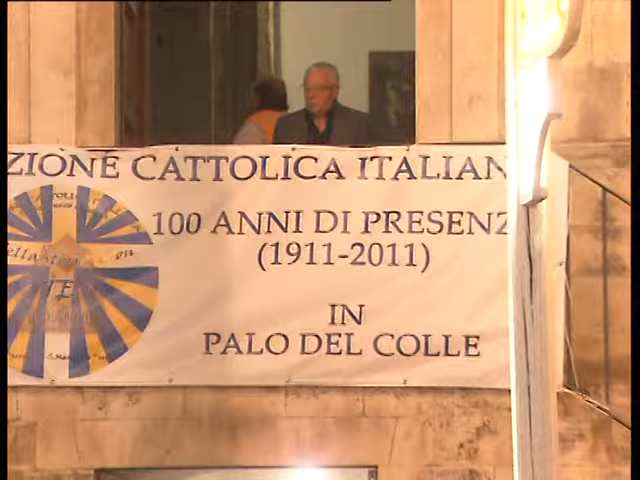 ZIONE CATTOLICA ITALIAN
100 ANNI DI PRESENZ
(1911-2011)
IN
PALO DEL COLLE